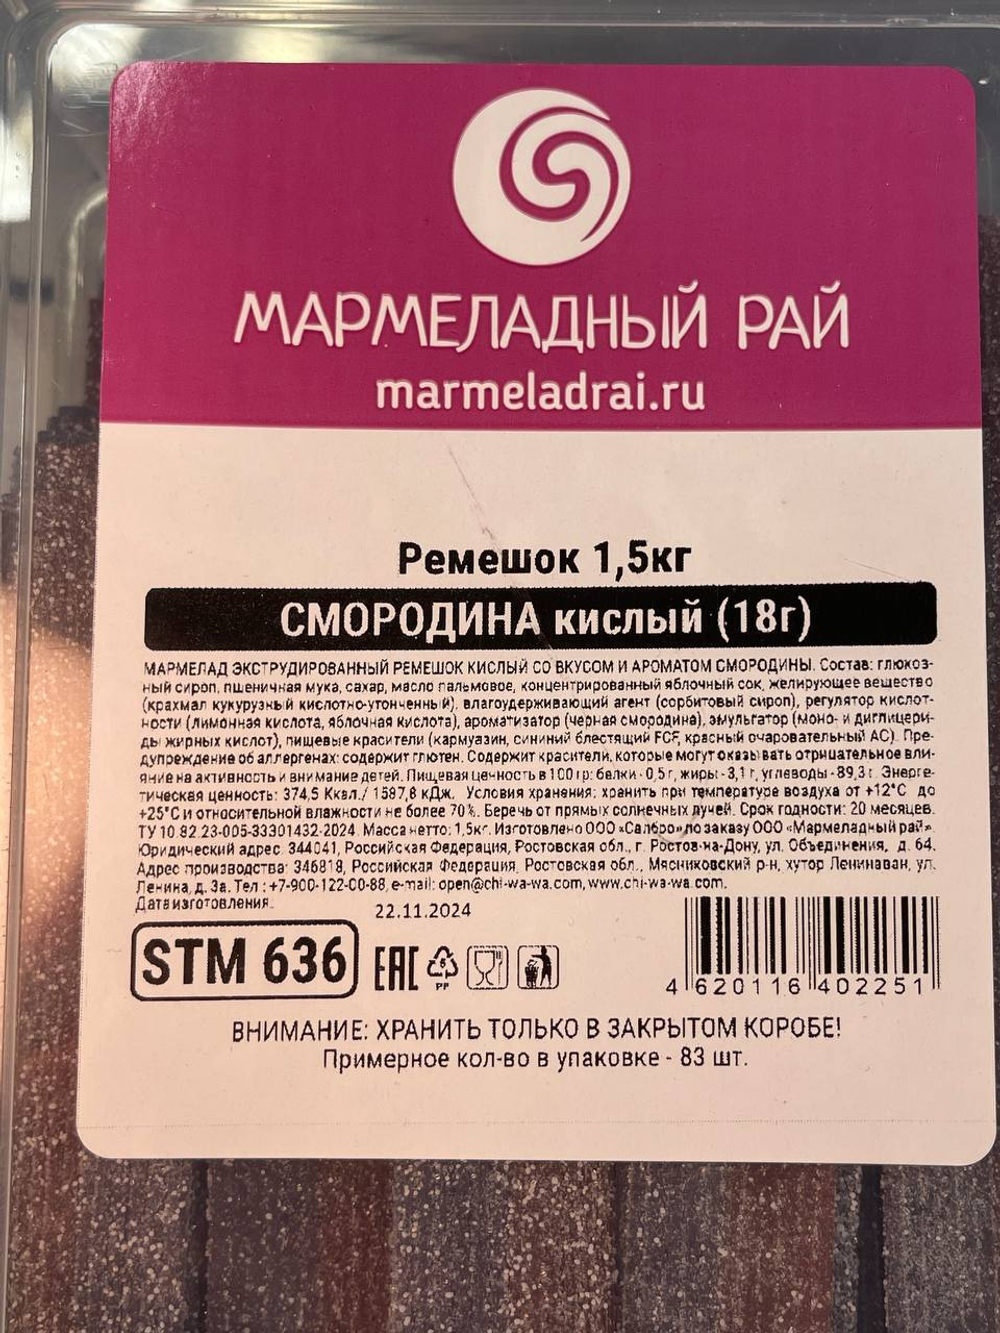 МАРМЕЛАДНЫЙ РАЙ
marmeladrai.ru
Ремешок 1,5кг
СМОРОДИНА кислый (18г)
МАРМЕЛАД ЭКСТРУДИРОВАННЫЙ РЕМЕШОК КИСЛЫЙ СО ВКУСОМ И АРОМАТОМ СМОРОДИНЫ. Состав: глюкоз-
ный сироп, пшеничная мука, сахар, масло пальмовое, концентрированный яблочный сок, желирующее вещество
(крахмал кукурузный кислотно-утонченный), влагоудерживающий агент (сорбитовый сироп), регулятор кислот-
ности (лимонная кислота, яблочная кислота), ароматизатор (черная смородина), эмульгатор (моно- и диглицери-
ды жирных кислот), пищевые красители (кармуазин, сининий блестящий FCF, красный очаровательный АС). Пре-
дупреждение об аллергенах: содержит глютен. Содержит красители, которые могут оказывать отрицательное вли-
яние на активность и внимание детей. Пищевая ценность в 100 гр: белки - 0,5 г, жиры - 3,1 г, углеводы - 89,3 г. Энерге-
тическая ценность: 374,5 Ккал./ 1587,8 кДж. Условия хранения: хранить при температуре воздуха от +12°С до
+25°С и относительной влажности не более 70%. Беречь от прямых солнечных лучей. Срок годности: 20 месяцев.
ТУ 10.82.23-005-33301432-2024. Масса нетто: 1,5кг. Изготовлено ООО «Салбро» по заказу ООО «Мармеладный рай».
Юридический адрес: 344041, Российская Федерация, Ростовская обл., г. Ростов-на-Дону, ул. Объединения, д. 64.
Адрес производства: 346818, Российская Федерация, Ростовская обл., Мясниковский р-н, хутор Ленинаван, ул.
Ленина, д. 3а. Тел.: +7-900-122-00-88, e-mail: open@chi-wa-wa.com, www.chi-wa-wa.com.
Дата изготовления:
22.11.2024
STM 636
EAC
5
PP
4 620116 402251
ВНИМАНИЕ: ХРАНИТЬ ТОЛЬКО В ЗАКРЫТОМ КОРОБЕ!
Примерное кол-во в упаковке - 83 шт.